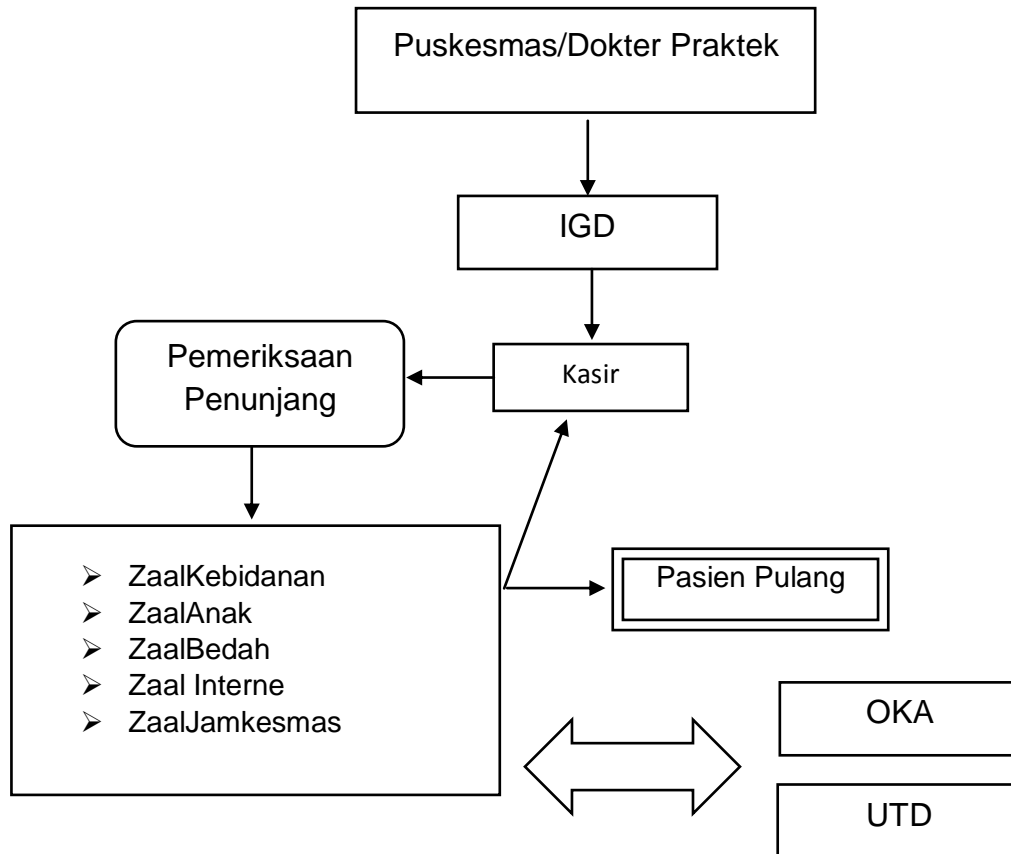 Puskesmas/Dokter Praktek
IGD
Pemeriksaan
Penunjang
Kasir
➢ ZaalKebidanan
➢ ZaalAnak
➢ ZaalBedah
➢ Zaal Interne
➢ ZaalJamkesmas
Pasien Pulang
OKA
UTD